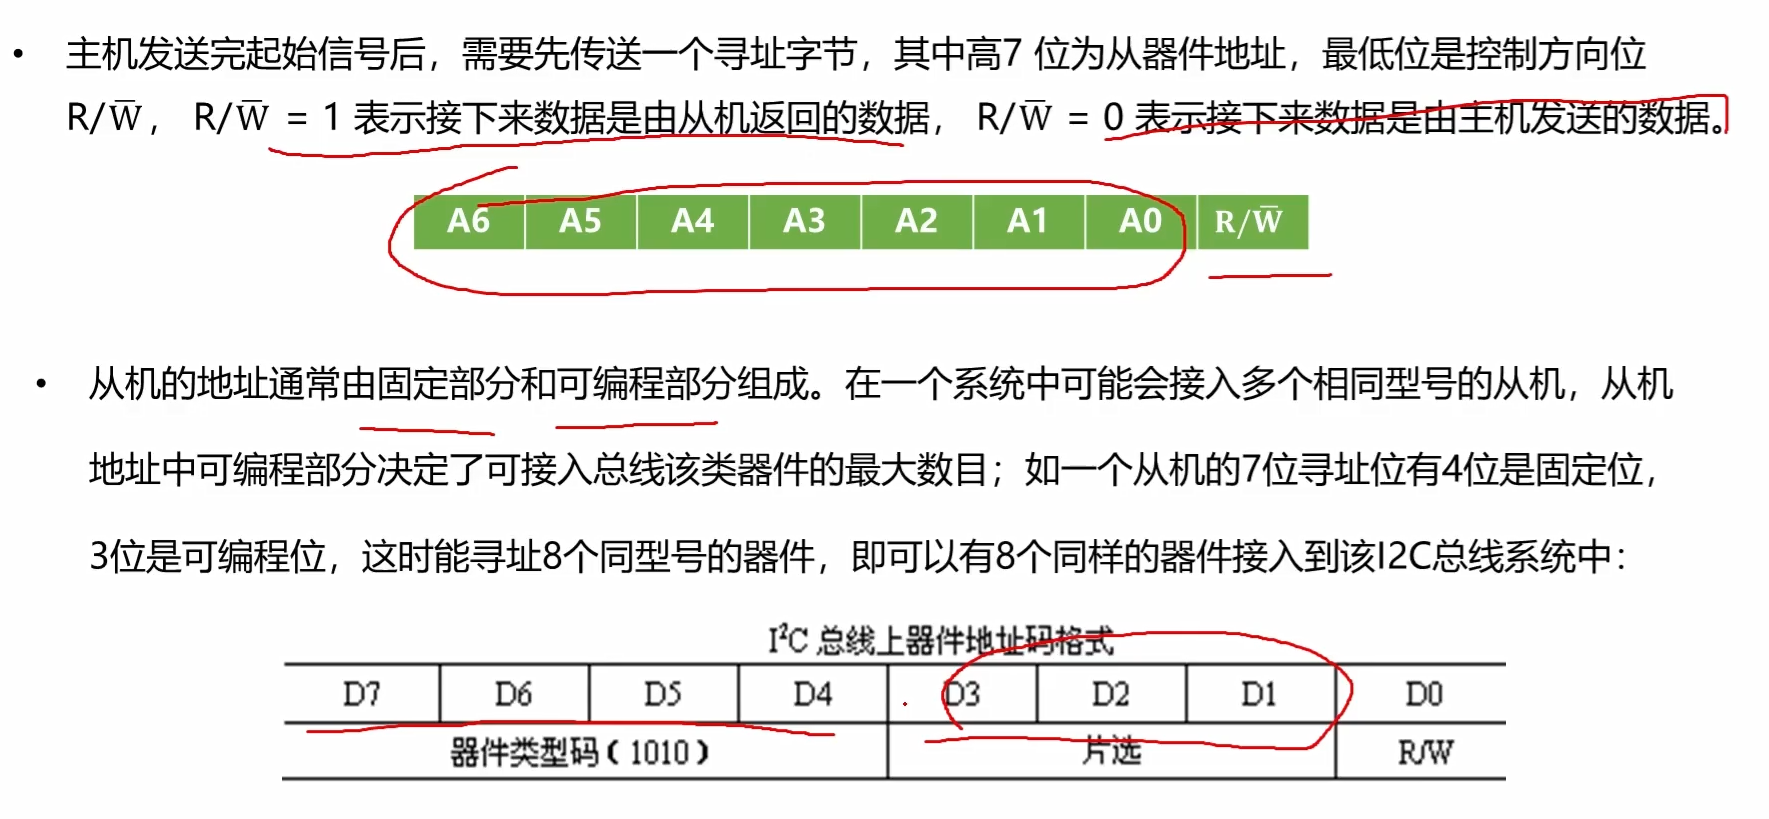 • 主机发送完起始信号后，需要先传送一个寻址字节，其中高7 位为从器件地址，最低位是控制方向位
R/W̅， R/W̅ = 1 表示接下来数据是由从机返回的数据， R/W̅ = 0 表示接下来数据是由主机发送的数据。
A6 A5 A4 A3 A2 A1 A0 R/W̅
• 从机的地址通常由固定部分和可编程部分组成。在一个系统中可能会接入多个相同型号的从机，从机
地址中可编程部分决定了可接入总线该类器件的最大数目；如一个从机的7位寻址位有4位是固定位，
3位是可编程位，这时能寻址8个同型号的器件，即可以有8个同样的器件接入到该I2C总线系统中：
I²C 总线上器件地址码格式
D7 D6 D5 D4 D3 D2 D1 D0
器件类型码（1010） 片选 R/W